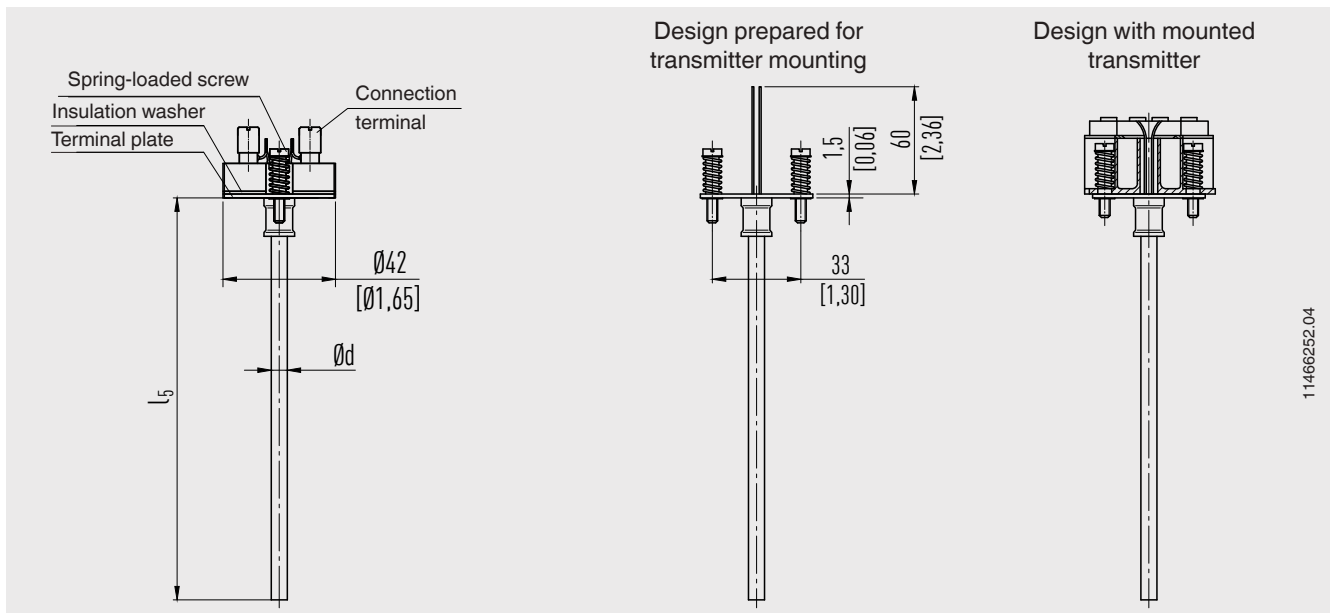 Design prepared for
transmitter mounting
Design with mounted
transmitter
Spring-loaded screw
Insulation washer
Terminal plate
Connection
terminal
Ø42
[Ø1,65]
Ød
l5
1,5
[0,06]
60
[2,36]
33
[1,30]
11466252.04